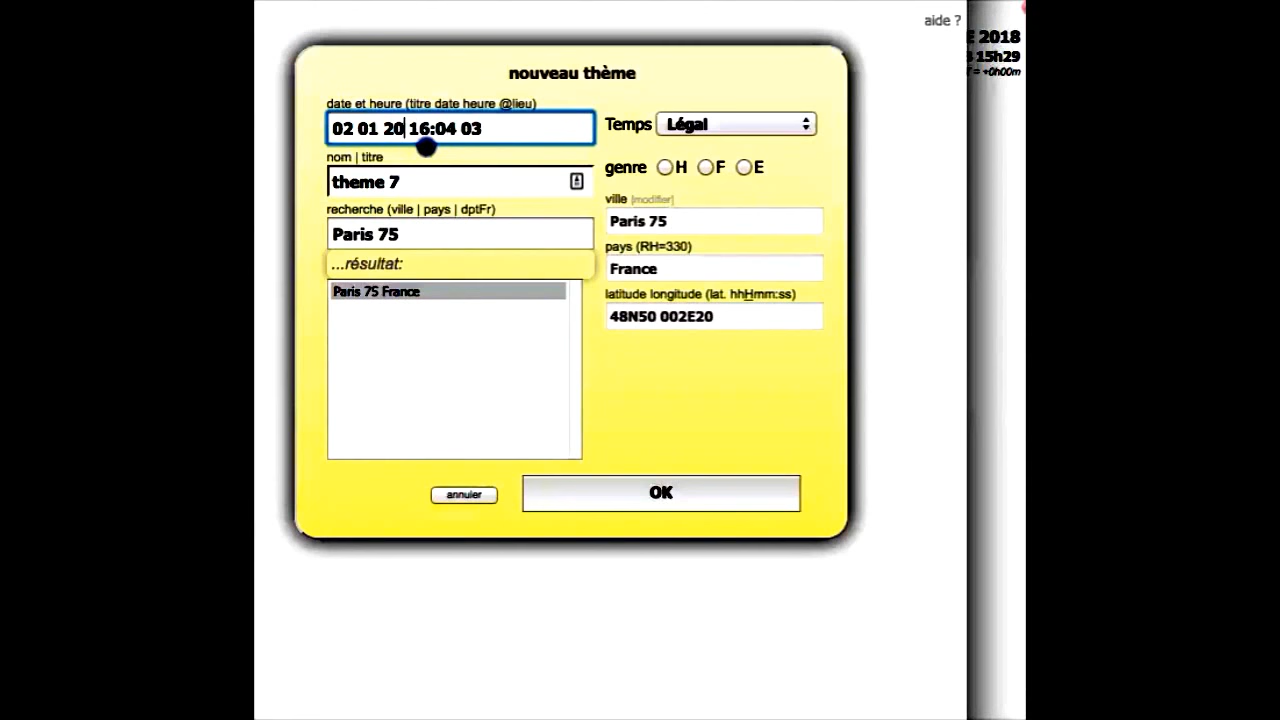 aide ?
E 2018
15h29
= +0h00m
nouveau thème
date et heure (titre date heure @lieu)
02 01 20 16:04 03
Temps Légal
nom | titre
theme 7
genre H F E
recherche (ville | pays | dptFr)
Paris 75
ville [modifier]
Paris 75
...résultat:
pays (RH=330)
France
Paris 75 France
latitude longitude (lat. hhHmm:ss)
48N50 002E20
annuler
OK